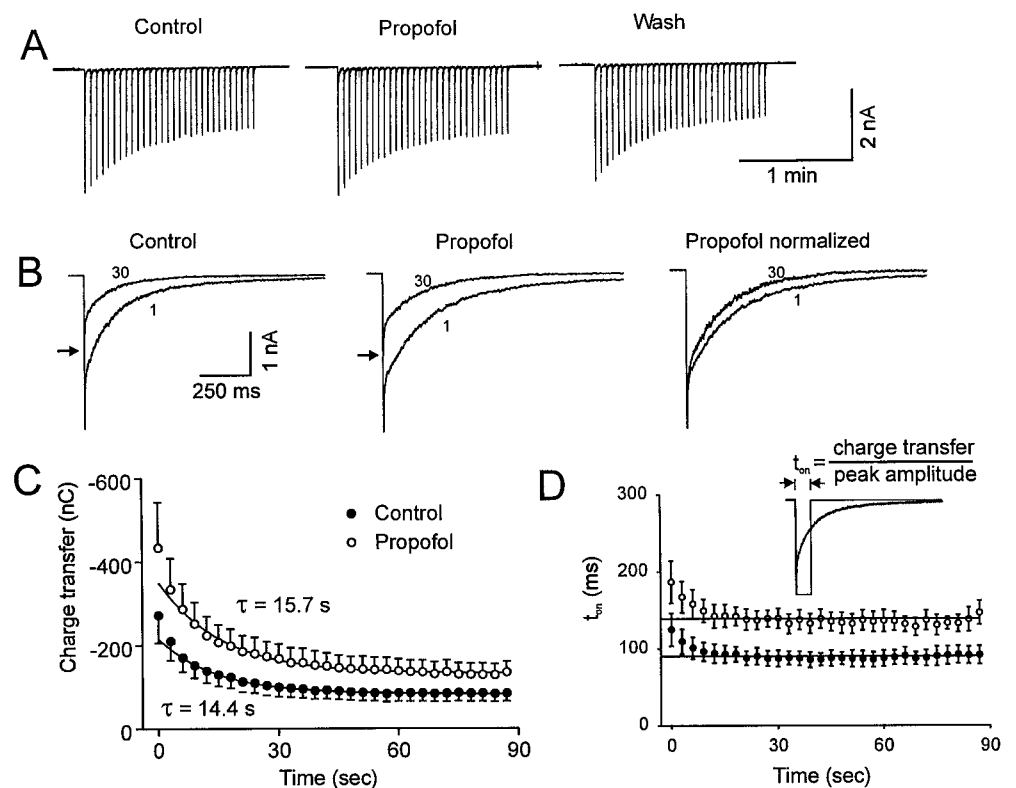 A
Control
Propofol
Wash
2 nA
1 min
B
Control
Propofol
Propofol normalized
30
1
30
1
30
1
1 nA
250 ms
C
-600
-400
-200
0
Charge transfer (nC)
Control
Propofol
τ = 15.7 s
τ = 14.4 s
0
30
60
90
Time (sec)
D
ton = charge transfer
peak amplitude
300
200
100
0
ton (ms)
0
30
60
90
Time (sec)